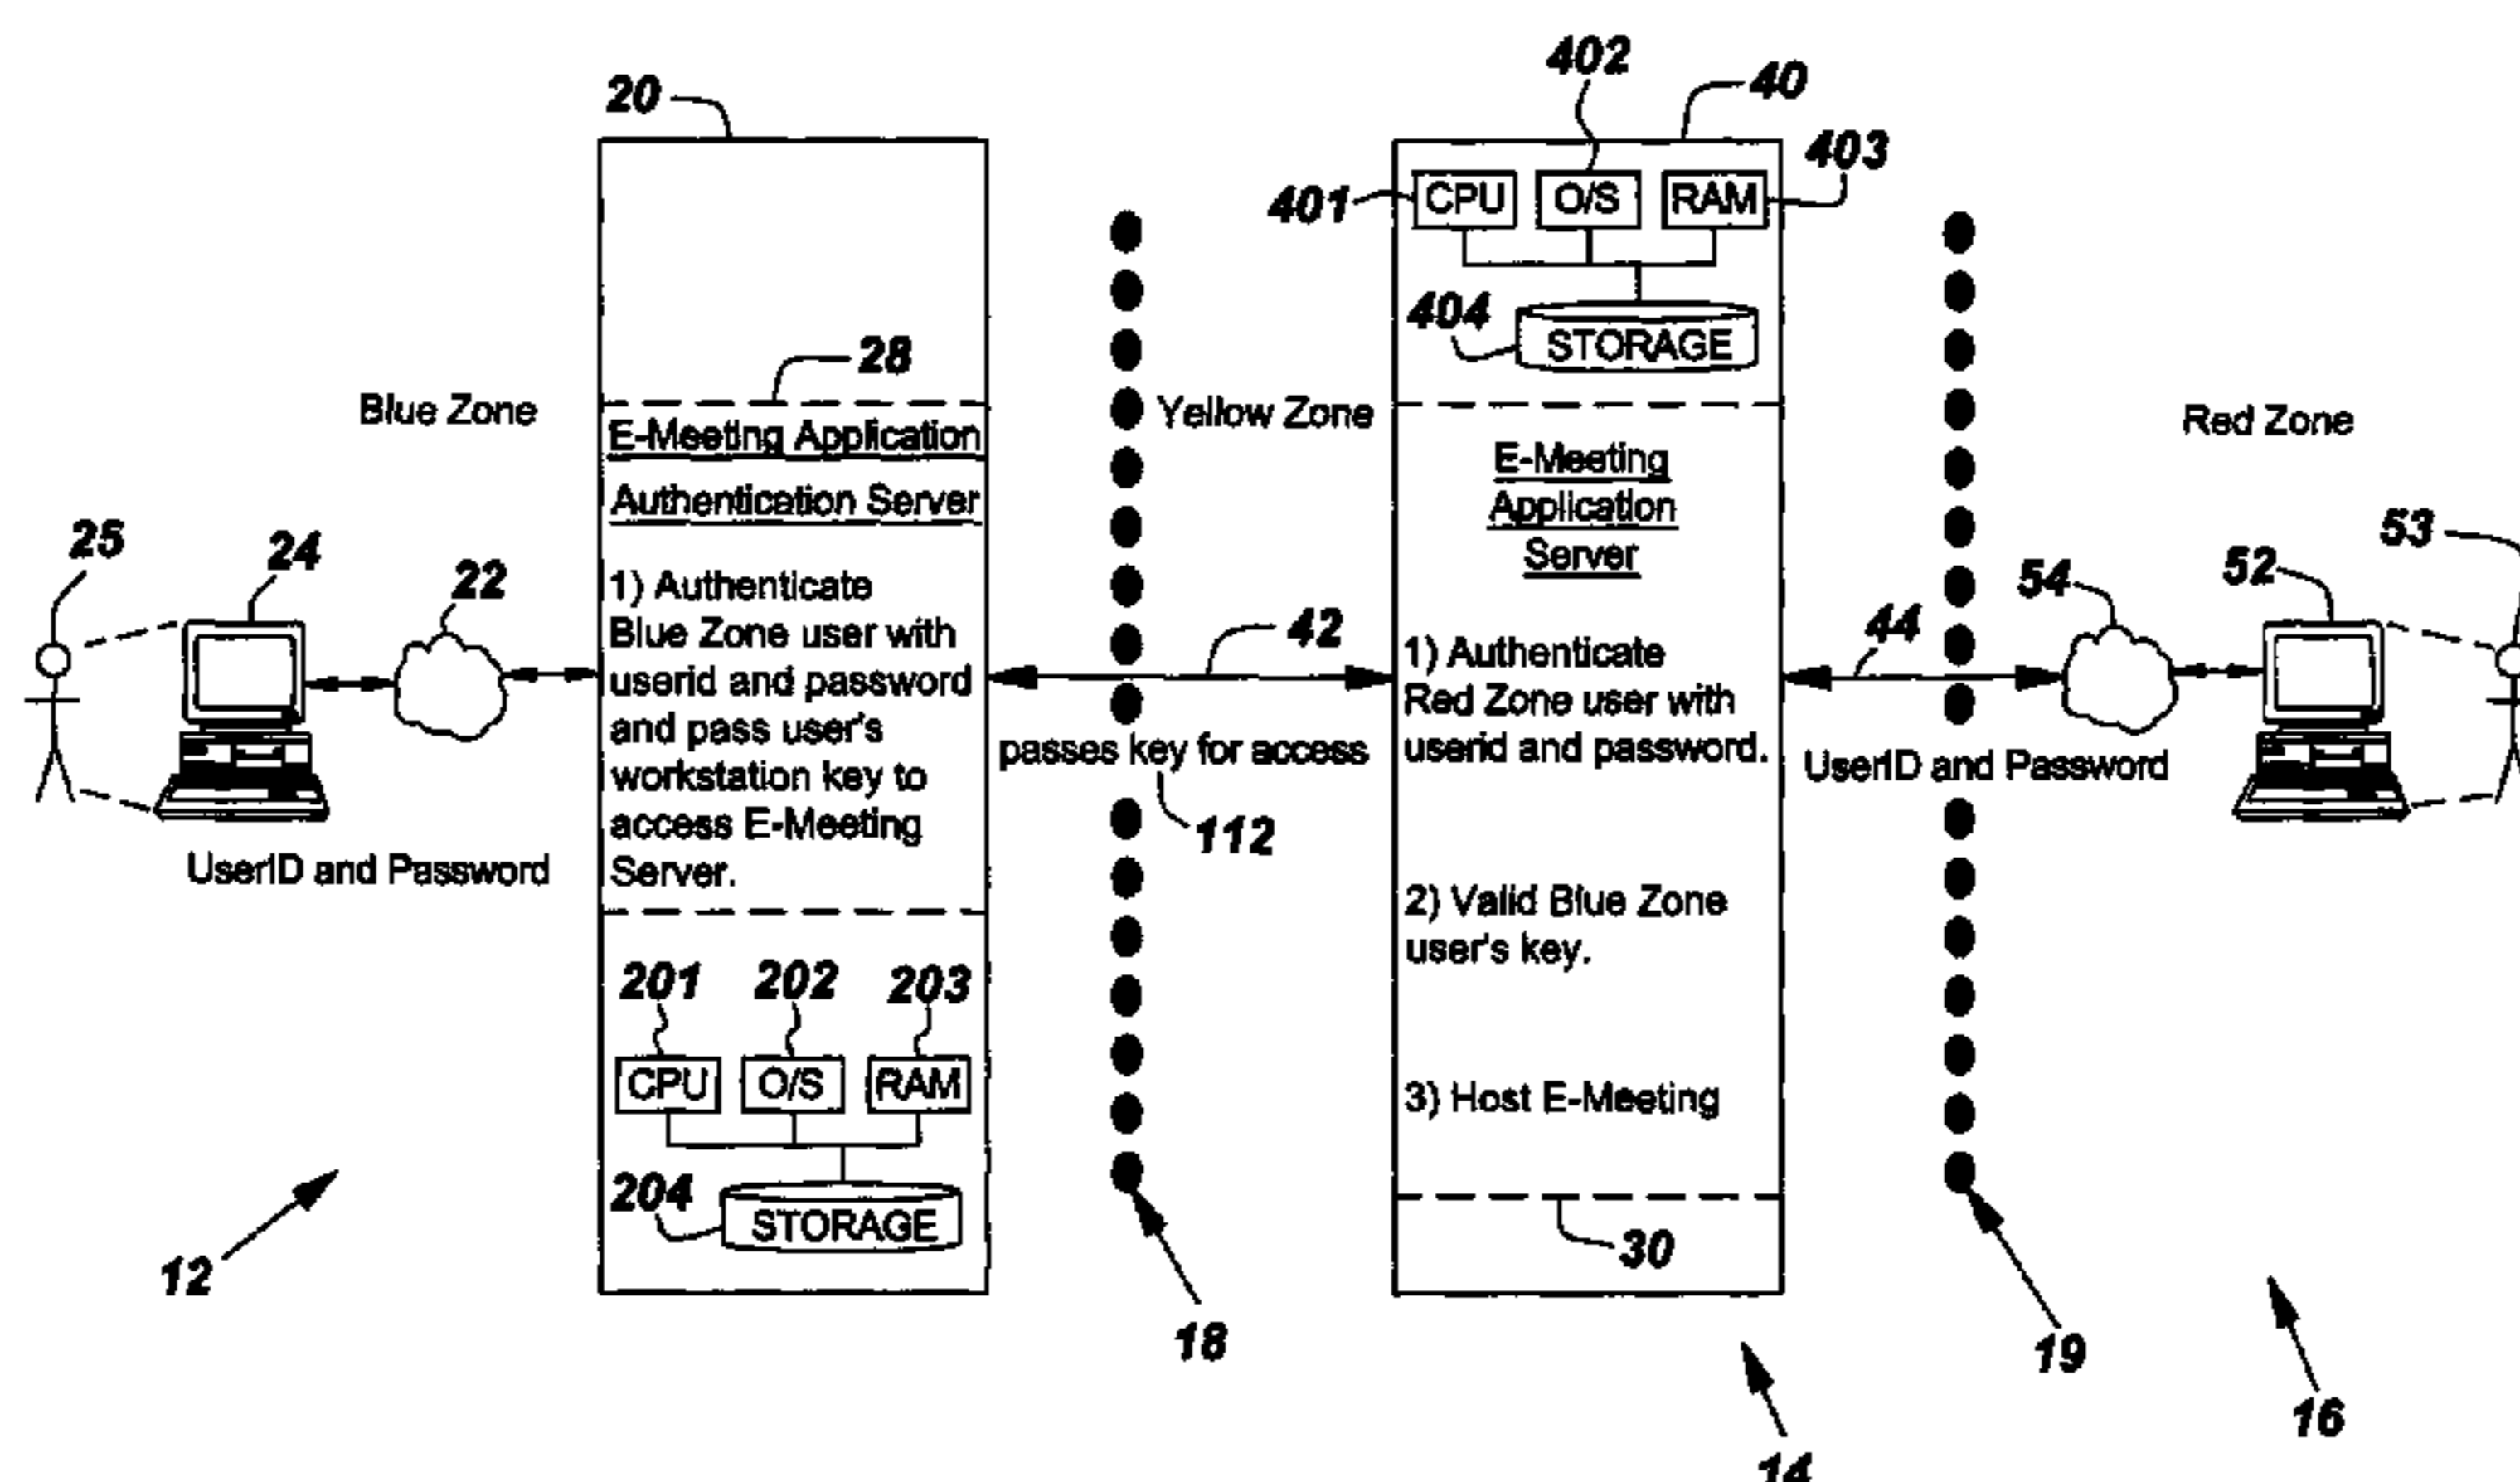 20
402
40
403
401
CPU
O/S
RAM
404
STORAGE
28
Blue Zone
E-Meeting Application
Authentication Server
1) Authenticate
Blue Zone user with
userid and password
and pass user's
workstation key to
access E-Meeting
Server.
Yellow Zone
E-Meeting
Application
Server
1) Authenticate
Red Zone user with
userid and password.
2) Valid Blue Zone
user's key.
3) Host E-Meeting
Red Zone
25
24
22
42
44
54
52
53
passes key for access
112
UserID and Password
UserID and Password
201
202
203
CPU
O/S
RAM
204
STORAGE
30
12
18
19
16
14